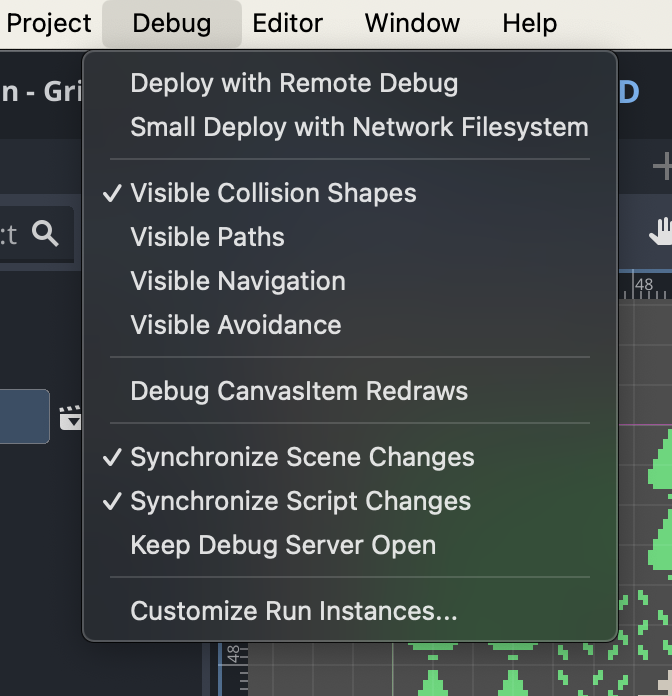 Project Debug Editor Window Help
n - Gri
D
Deploy with Remote Debug
Small Deploy with Network Filesystem
Visible Collision Shapes
:t
Visible Paths
Visible Navigation
48
Visible Avoidance
Debug CanvasItem Redraws
Synchronize Scene Changes
Synchronize Script Changes
Keep Debug Server Open
Customize Run Instances...
48